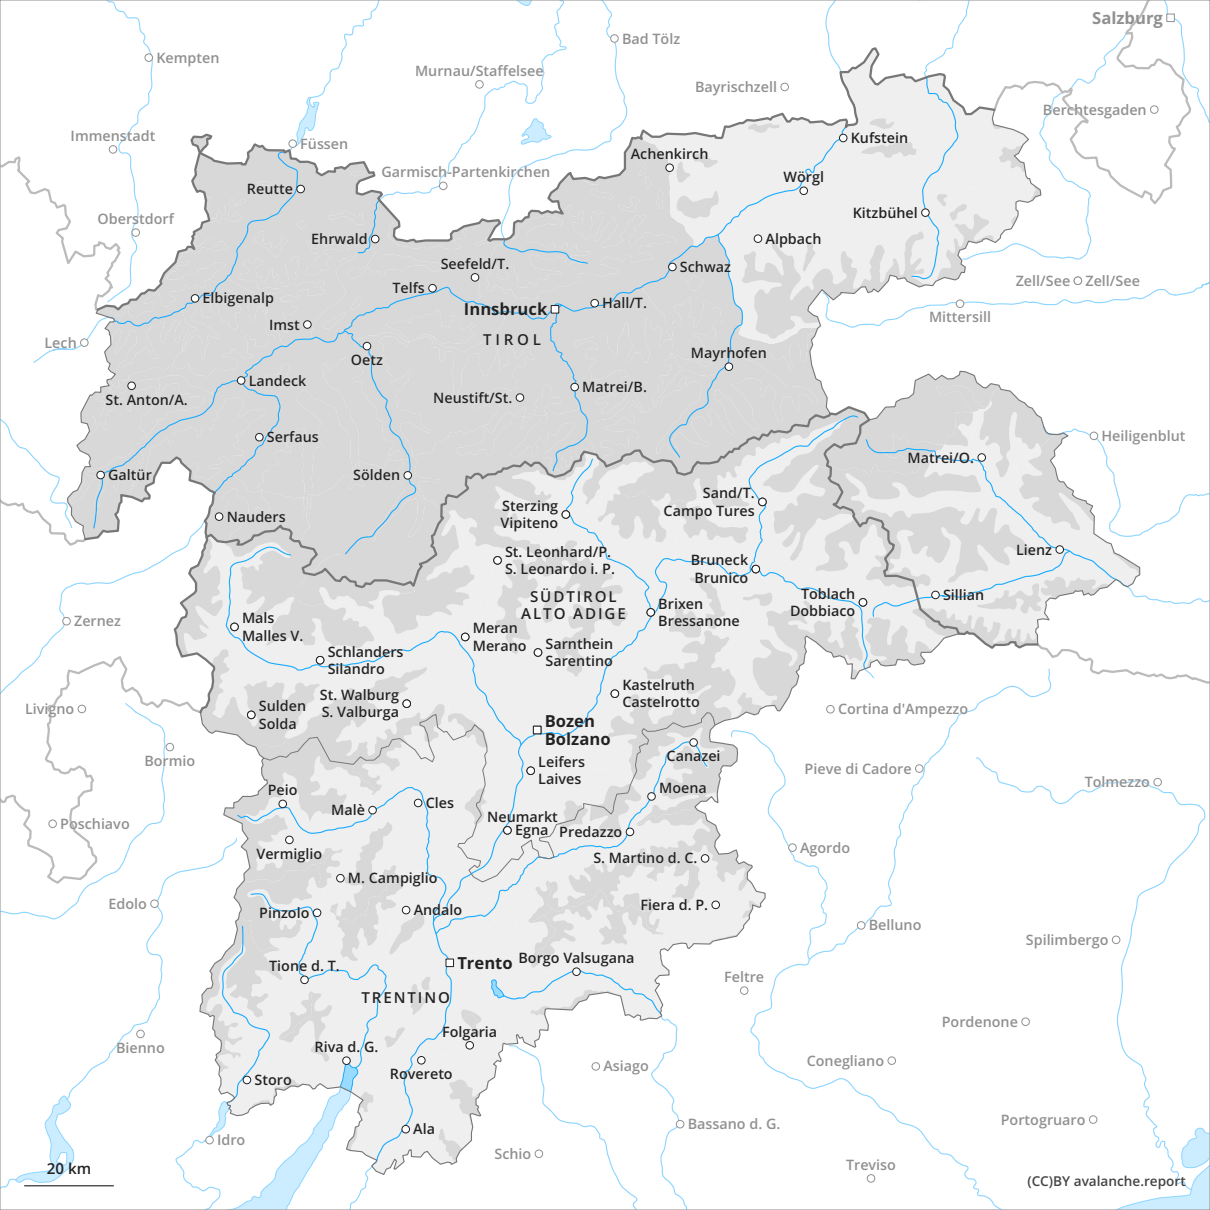 Salzburg
Bad Tölz
Kempten
Murnau/Staffelsee
Bayrischzell
Berchtesgaden
Immenstadt
Füssen
Kufstein
Achenkirch
Garmisch-Partenkirchen
Wörgl
Reutte
Kitzbühel
Oberstdorf
Ehrwald
Alpbach
Seefeld/T.
Schwaz
Zell/See
Zell/See
Telfs
Elbigenalp
Hall/T.
Innsbruck
Mittersill
Imst
TIROL
Lech
Mayrhofen
Oetz
Landeck
Matrei/B.
St. Anton/A.
Neustift/St.
Serfaus
Heiligenblut
Matrei/O.
Galtür
Sölden
Sand/T.
Campo Tures
Sterzing
Vipiteno
Nauders
Lienz
St. Leonhard/P.
S. Leonardo i. P.
Bruneck
Brunico
SÜDTIROL
ALTO ADIGE
Toblach
Dobbiaco
Sillian
Brixen
Bressanone
Zernez
Mals
Malles V.
Meran
Merano
Schlanders
Silandro
Sarnthein
Sarentino
Kastelruth
Castelrotto
St. Walburg
S. Valburga
Livigno
Sulden
Solda
Cortina d'Ampezzo
Bozen
Bolzano
Bormio
Canazei
Leifers
Laives
Pieve di Cadore
Tolmezzo
Peio
Moena
Malè
Cles
Neumarkt
Egna
Predazzo
Poschiavo
Vermiglio
Agordo
S. Martino d. C.
M. Campiglio
Edolo
Pinzolo
Andalo
Fiera d. P.
Belluno
Spilimbergo
Trento
Borgo Valsugana
Tione d. T.
Feltre
TRENTINO
Pordenone
Folgaria
Bienno
Riva d. G.
Conegliano
Asiago
Rovereto
Storo
Portogruaro
Bassano d. G.
Ala
Idro
Schio
Treviso
20 km
(CC)BY avalanche.report